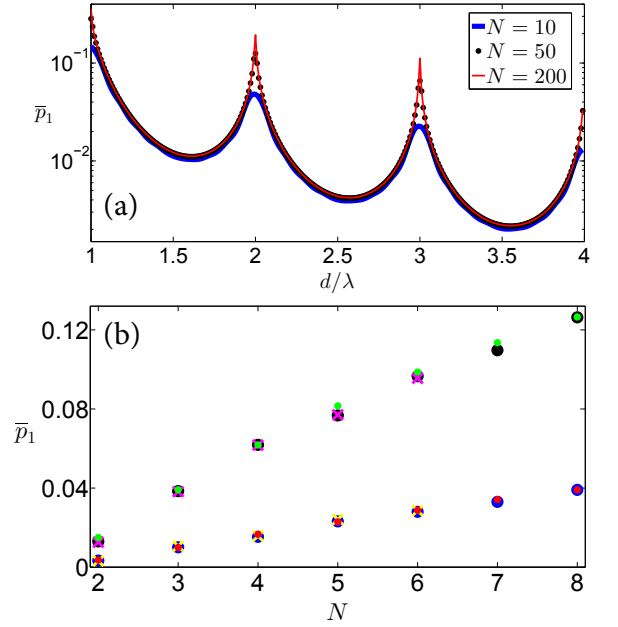 N = 10
N = 50
N = 200
10⁻¹
10⁻²
p̅₁
(a)
1 1.5 2 2.5 3 3.5 4
d/λ
(b)
0.12
0.08
0.04
0
p̅₁
2 3 4 5 6 7 8
N